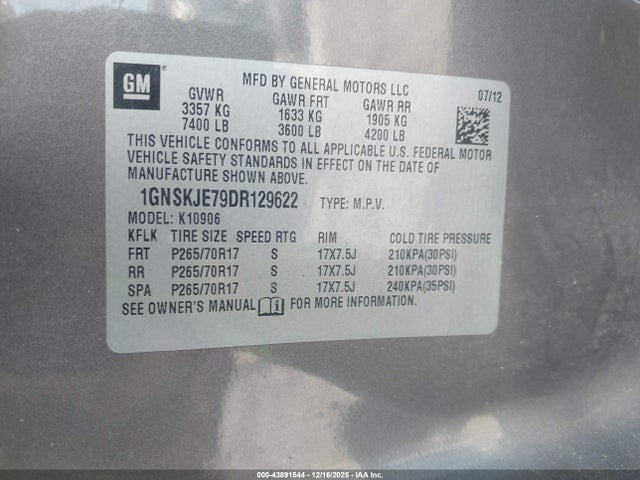 GM
®
MFD BY GENERAL MOTORS LLC
GVWR GAWR FRT GAWR RR 07/12
3357 KG 1633 KG 1905 KG
7400 LB 3600 LB 4200 LB
THIS VEHICLE CONFORMS TO ALL APPLICABLE U.S. FEDERAL MOTOR
VEHICLE SAFETY STANDARDS IN EFFECT ON THE DATE OF
MANUFACTURE SHOWN ABOVE.
1GNSKJE79DR129622 TYPE: M.P.V.
MODEL: K10906
KFLK TIRE SIZE SPEED RTG RIM COLD TIRE PRESSURE
FRT P265/70R17 S 17X7.5J 210KPA(30PSI)
RR P265/70R17 S 17X7.5J 210KPA(30PSI)
SPA P265/70R17 S 17X7.5J 240KPA(35PSI)
SEE OWNER'S MANUAL i FOR MORE INFORMATION.
000-43891544 - 12/16/2025 - IAA, Inc.